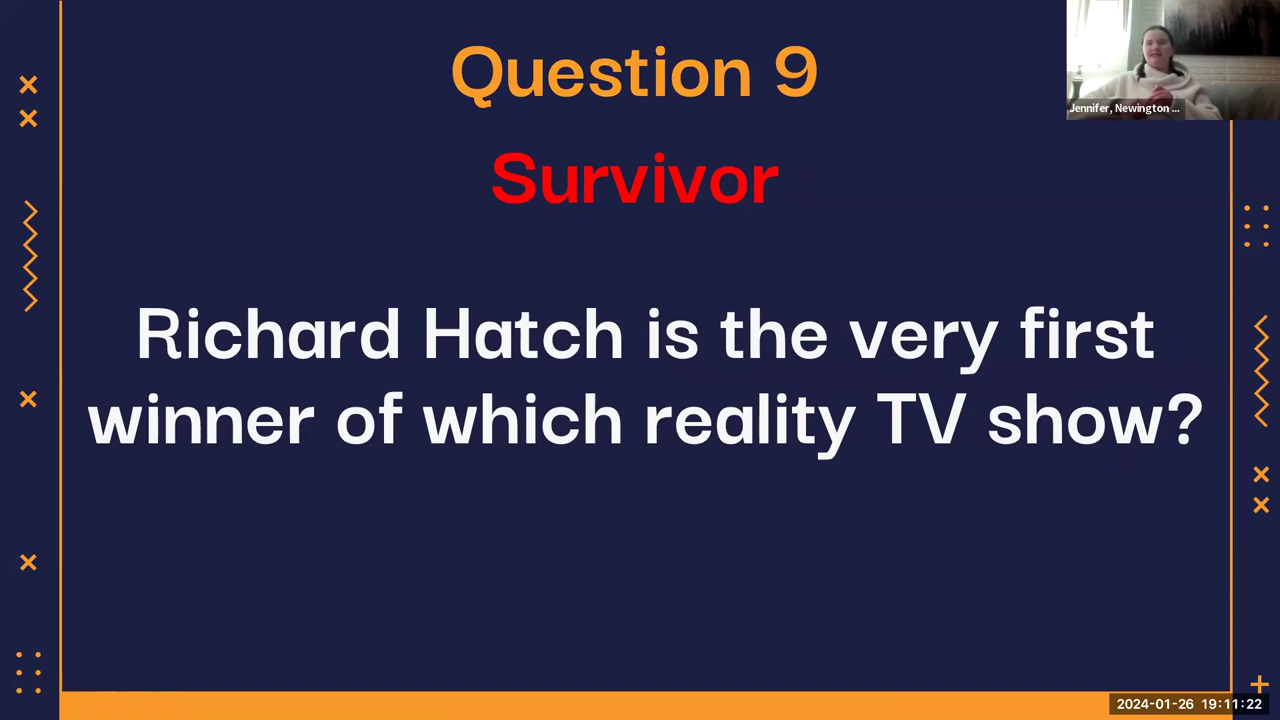 Question 9
Jennifer, Newington ...
Survivor
Richard Hatch is the very first
winner of which reality TV show?
2024-01-26 19:11:22